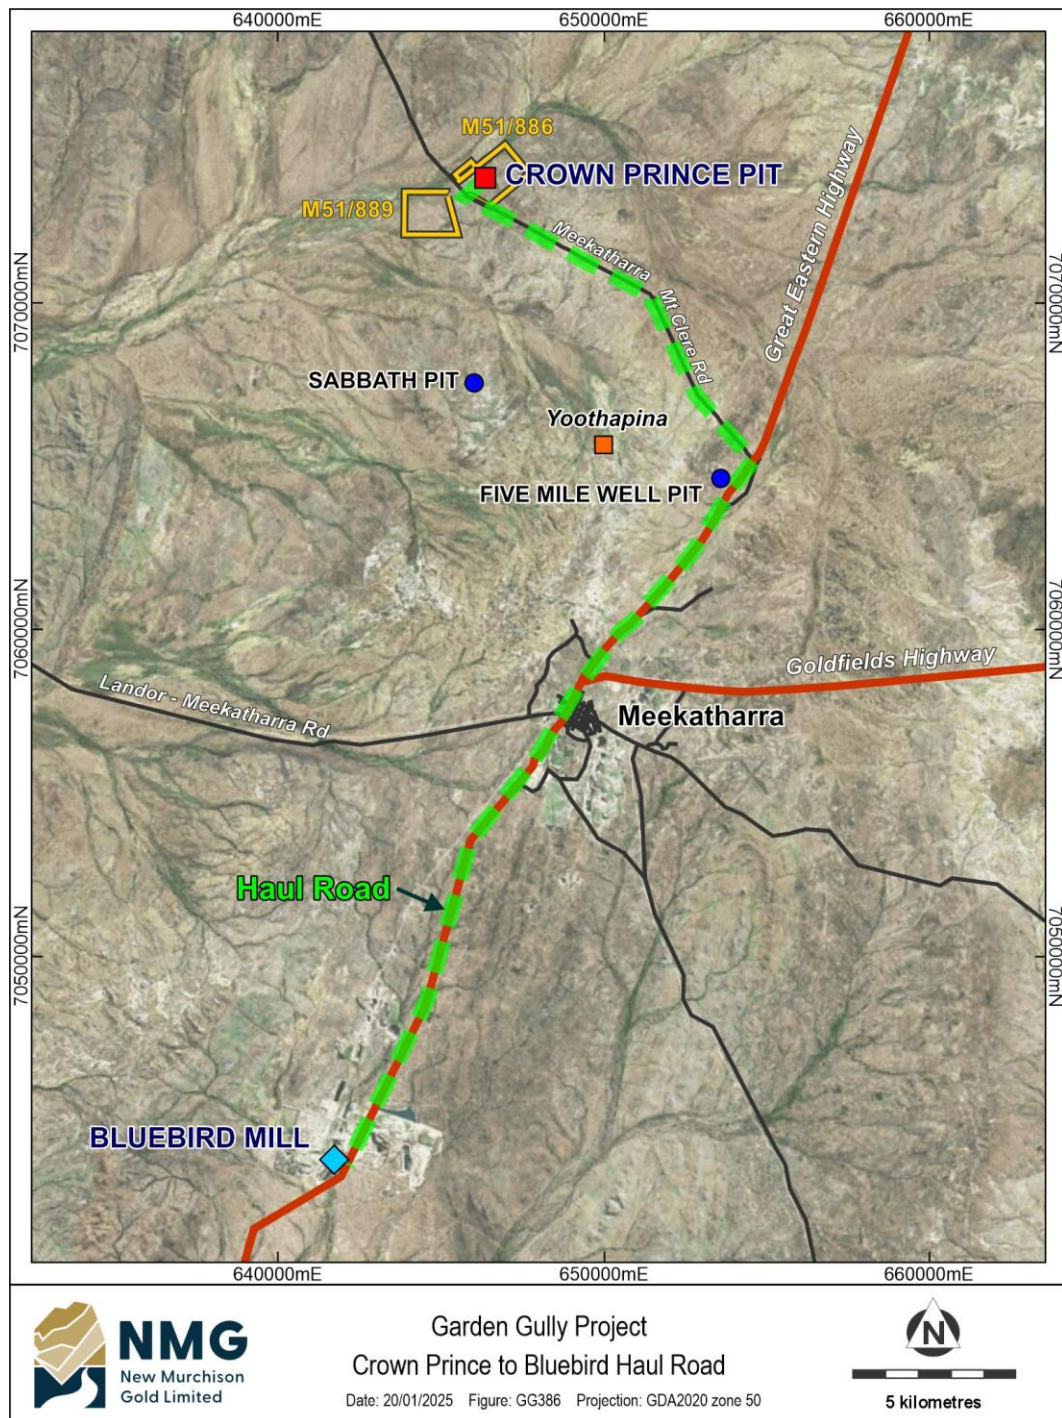 640000mE
650000mE
660000mE
M51/886
CROWN PRINCE PIT
M51/889
Meekatharra
Mt Clere Rd
Great Eastern Highway
7070000mN
7070000mN
SABBATH PIT
Yoothapina
FIVE MILE WELL PIT
7060000mN
7060000mN
Goldfields Highway
Landor - Meekatharra Rd
Meekatharra
Haul Road
7050000mN
7050000mN
BLUEBIRD MILL
640000mE
650000mE
660000mE
NMG
New Murchison
Gold Limited
Garden Gully Project
Crown Prince to Bluebird Haul Road
Date: 20/01/2025 Figure: GG386 Projection: GDA2020 zone 50
N
5 kilometres